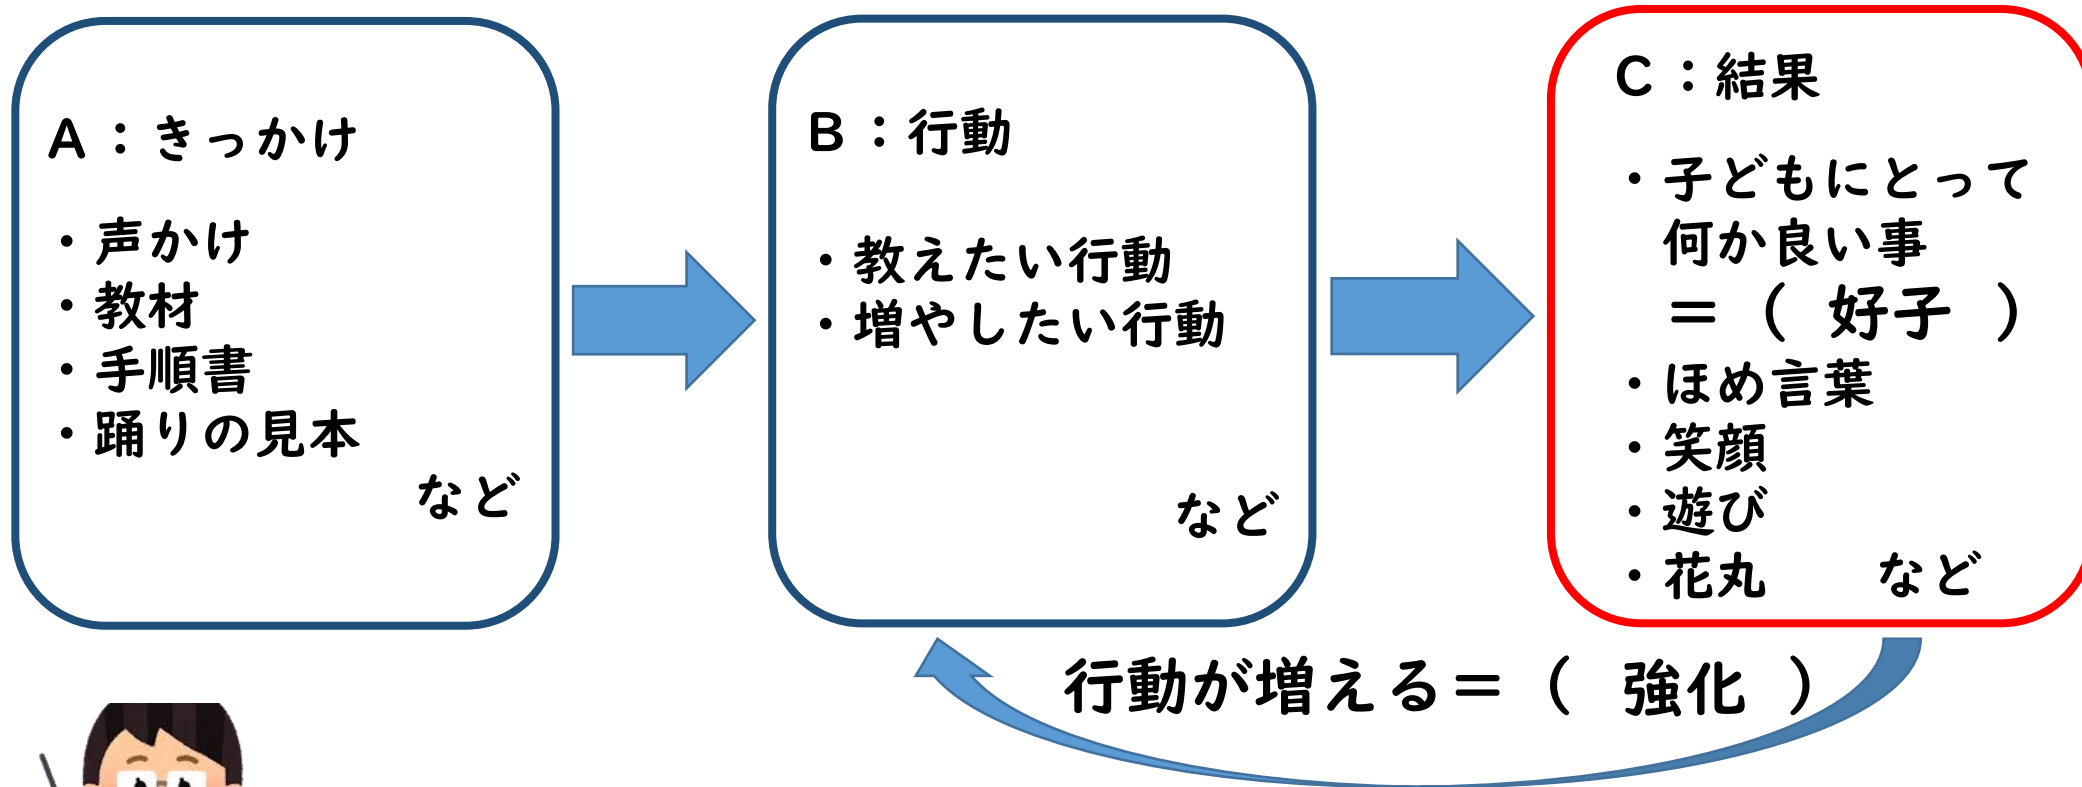 A：きっかけ
・声かけ
・教材
・手順書
・踊りの見本
など
B：行動
・教えたい行動
・増やしたい行動
など
C：結果
・子どもにとって
何か良い事
＝（ 好子 ）
・ほめ言葉
・笑顔
・遊び
・花丸　　など
行動が増える＝（ 強化 ）